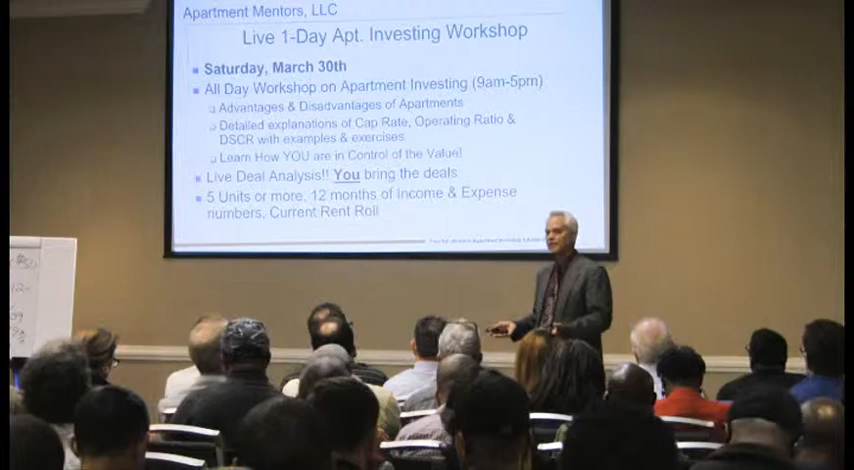 Apartment Mentors, LLC
Live 1-Day Apt. Investing Workshop
Saturday, March 30th
All Day Workshop on Apartment Investing (9am-5pm)
Advantages & Disadvantages of Apartments
Detailed explanations of Cap Rate, Operating Ratio &
DSCR with examples & exercises
Learn How YOU are in Control of the Value!
Live Deal Analysis!! You bring the deals
5 Units or more, 12 months of Income & Expense
numbers, Current Rent Roll